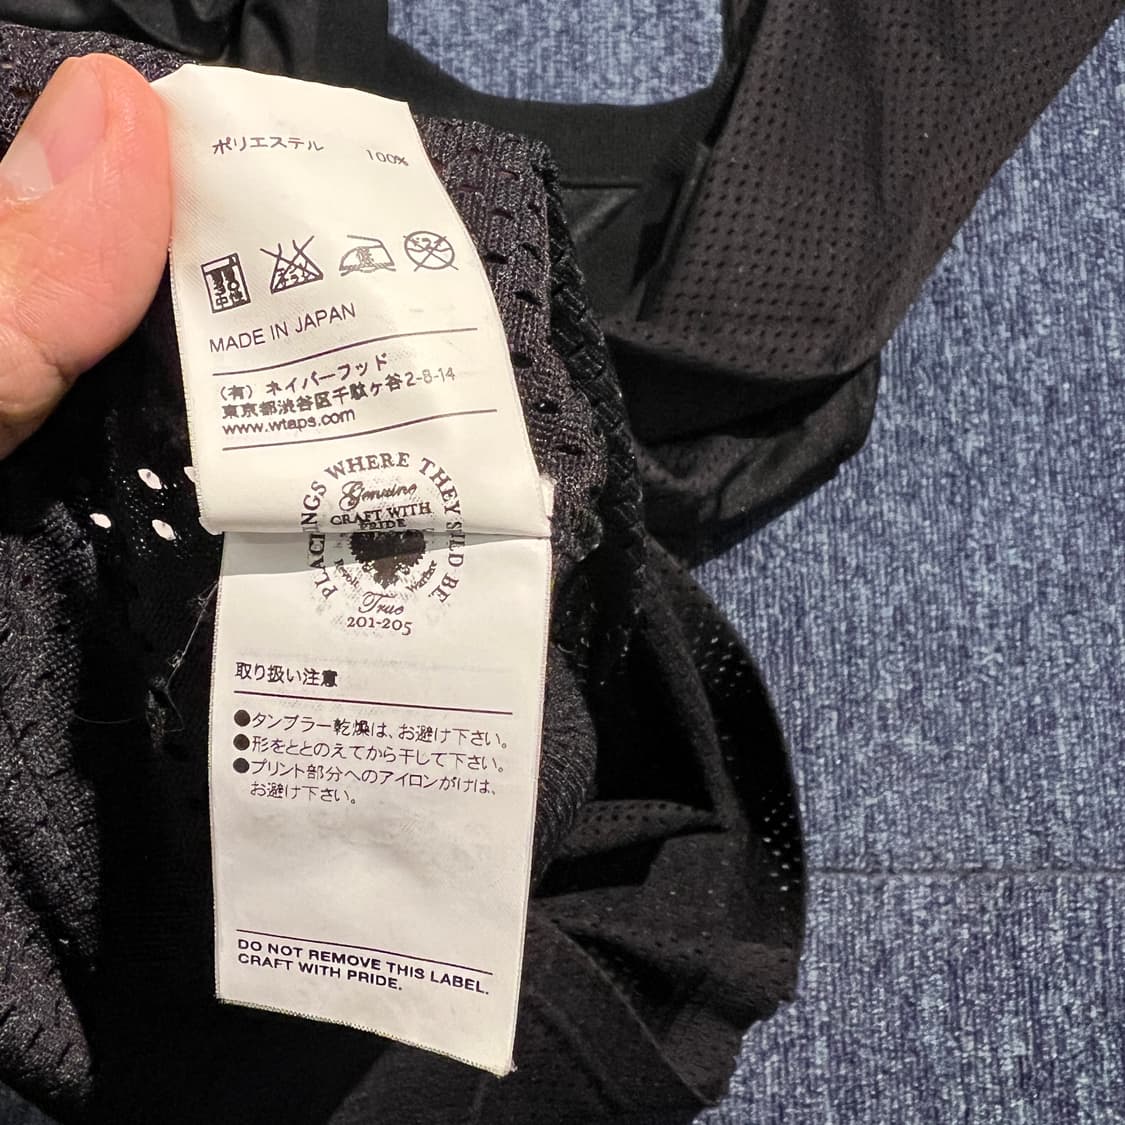 ポリエステル 100%
MADE IN JAPAN
(有) ネイバーフッド
東京都渋谷区千駄ヶ谷2-8-14
www.wtaps.com
PLACINGS WHERE THEY SHOULD BE
Genuine
CRAFT WITH
PRIDE
True
201-205
取り扱い注意
●タンブラー乾燥は、お避け下さい。
●形をととのえてから干して下さい。
●プリント部分へのアイロンがけは、
お避け下さい。
DO NOT REMOVE THIS LABEL.
CRAFT WITH PRIDE.